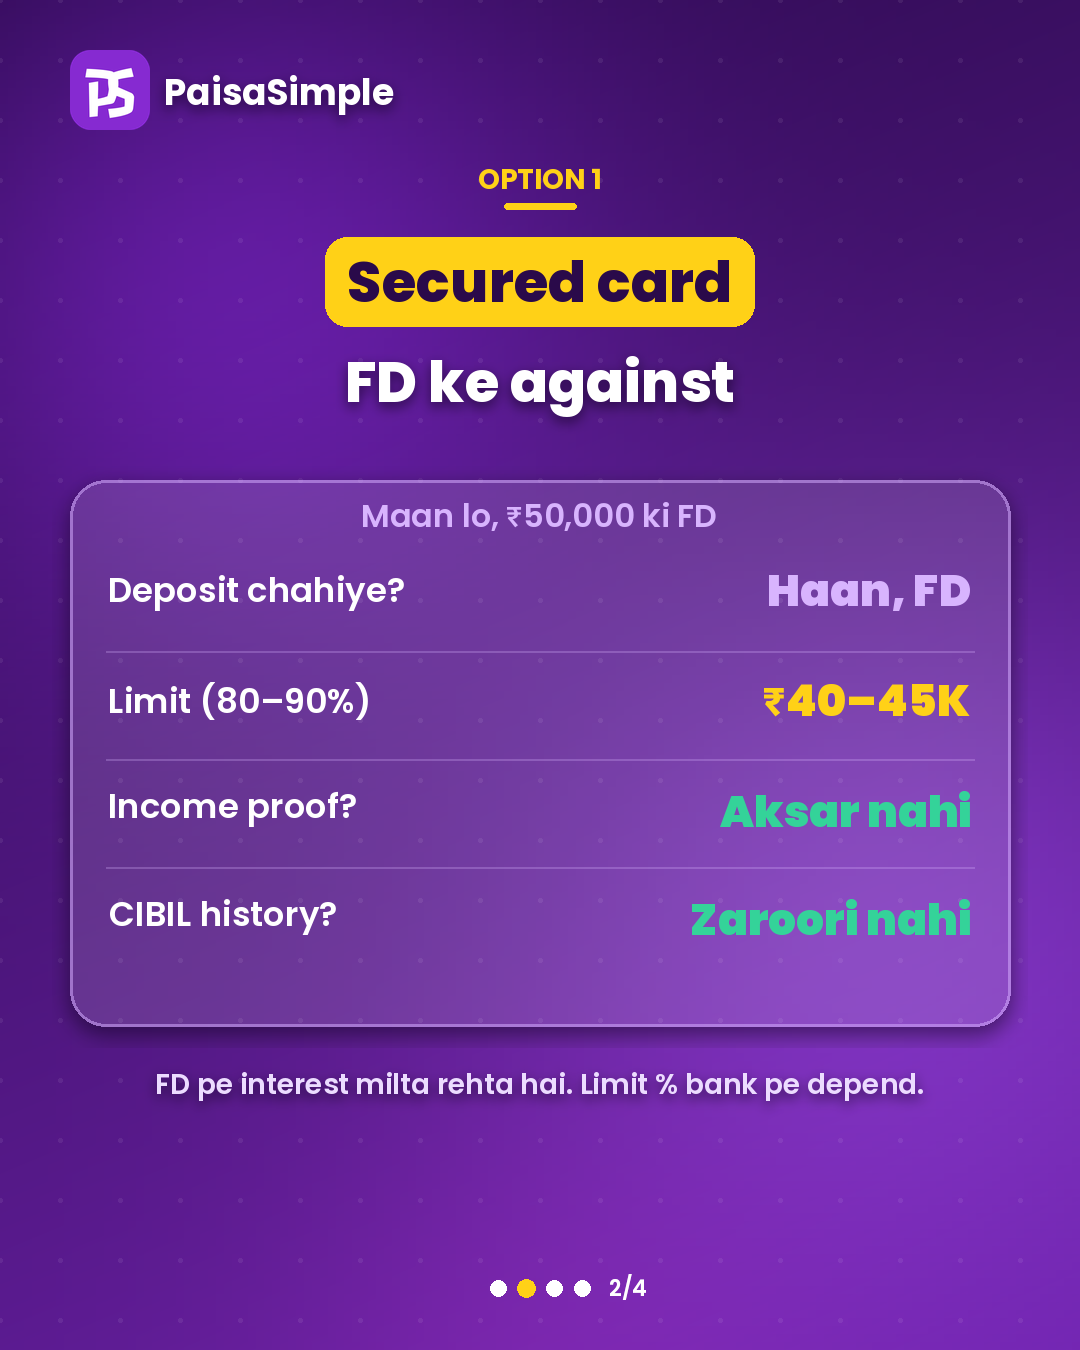 PaisaSimple
OPTION 1
Secured card
FD ke against
Maan lo, ₹50,000 ki FD
Deposit chahiye? Haan, FD
Limit (80–90%) ₹40–45K
Income proof? Aksar nahi
CIBIL history? Zaroori nahi
FD pe interest milta rehta hai. Limit % bank pe depend.
2/4